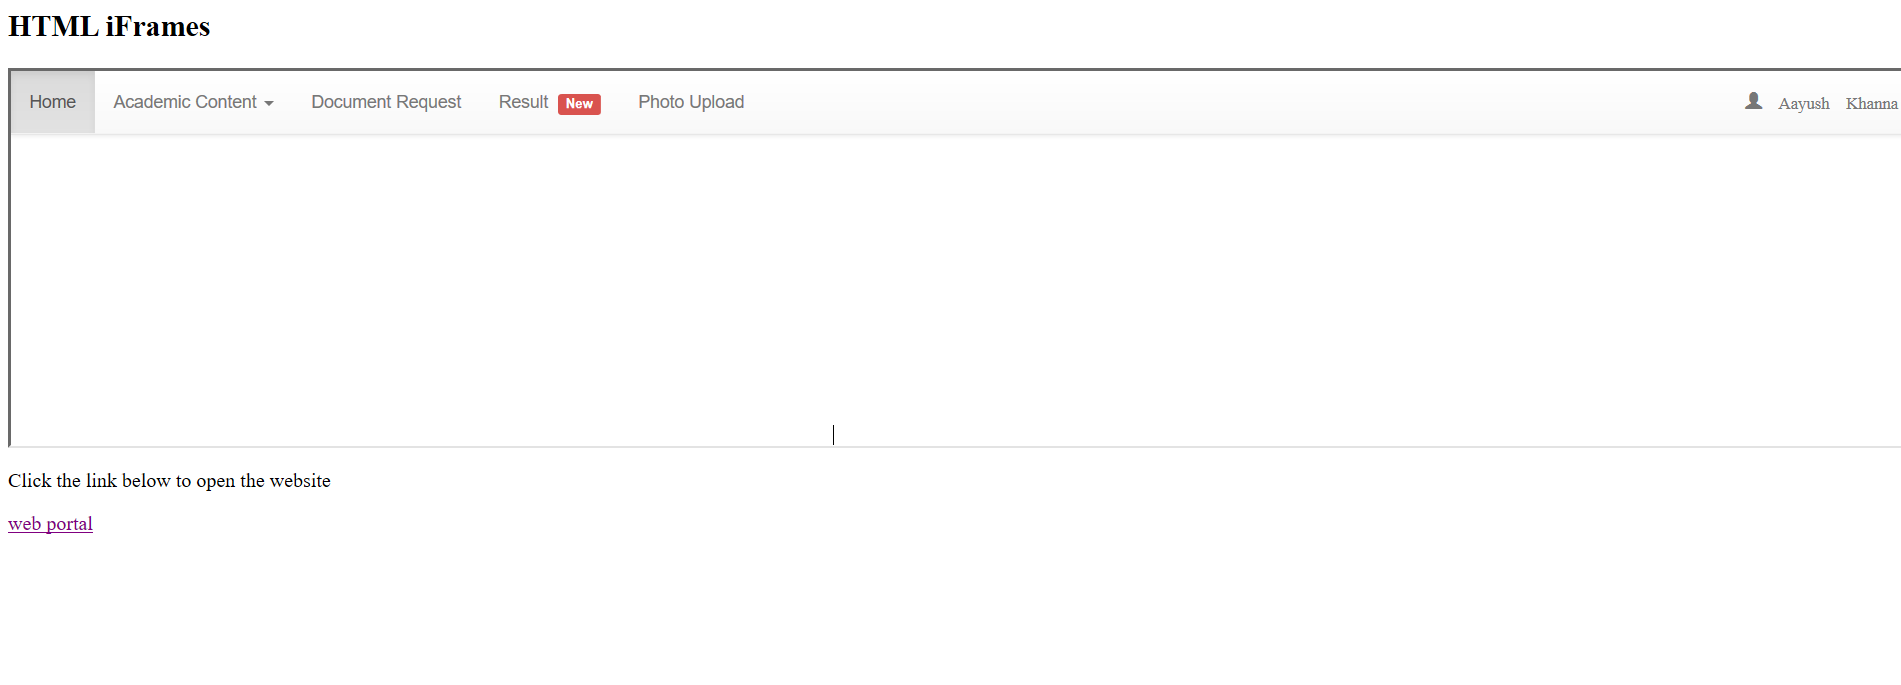 HTML iFrames
Home Academic Content Document Request Result New Photo Upload Aayush Khanna
Click the link below to open the website
web portal